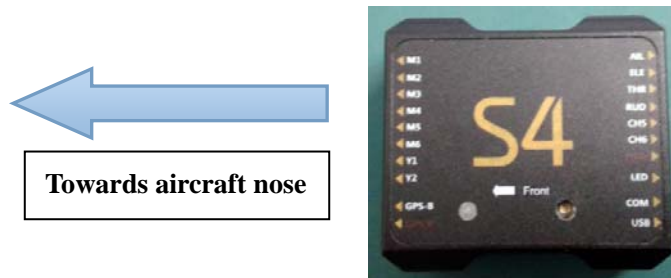 Towards aircraft nose
M1
M2
M3
M4
M5
M6
Y1
Y2
GPS-B
S4
Front
AIL
ELE
THR
RUD
CH5
CH6
LED
COM
USB